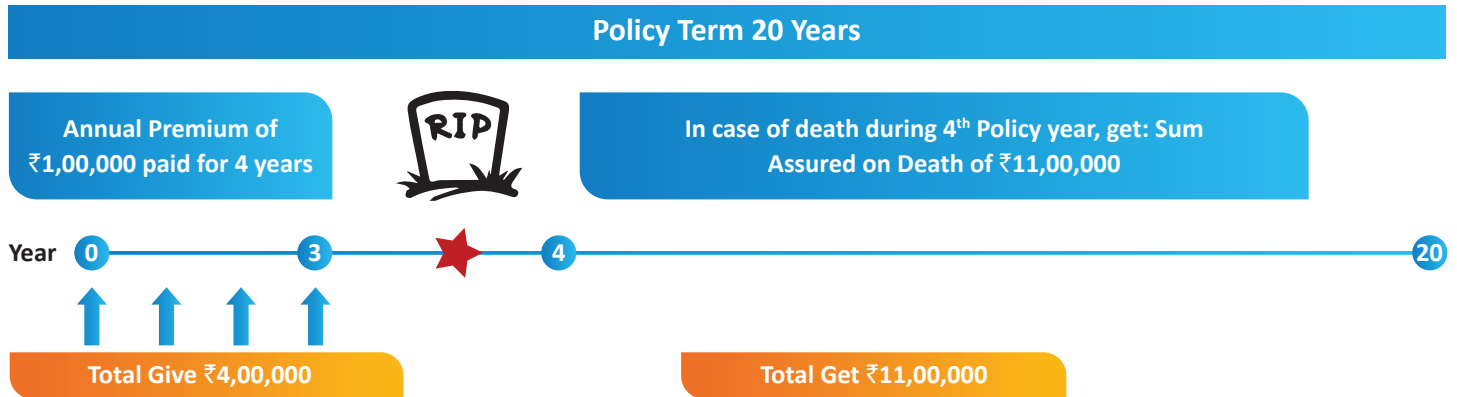 Policy Term 20 Years
Annual Premium of
₹1,00,000 paid for 4 years
RIP
In case of death during 4th Policy year, get: Sum
Assured on Death of ₹11,00,000
Year 0 3 4 20
Total Give ₹4,00,000
Total Get ₹11,00,000